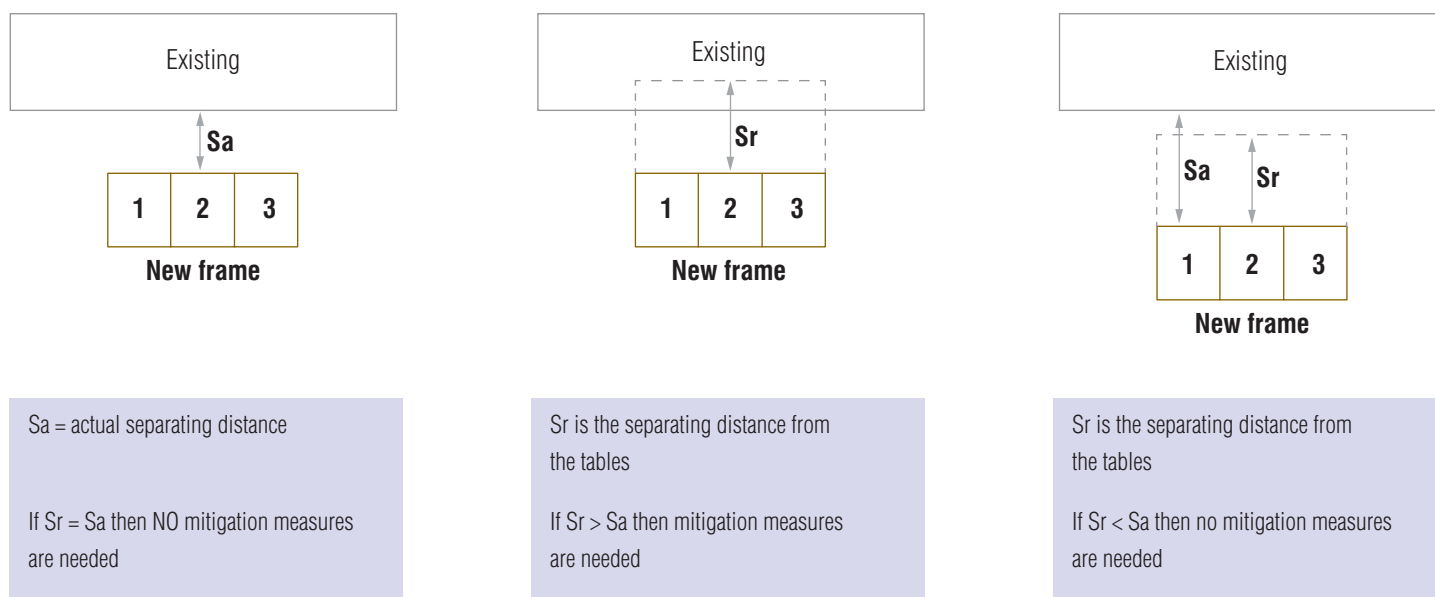 Existing
Sa
1 2 3
New frame
Sa = actual separating distance
If Sr = Sa then NO mitigation measures
are needed
Existing
Sr
1 2 3
New frame
Sr is the separating distance from
the tables
If Sr > Sa then mitigation measures
are needed
Existing
Sa
Sr
1 2 3
New frame
Sr is the separating distance from
the tables
If Sr < Sa then no mitigation measures
are needed